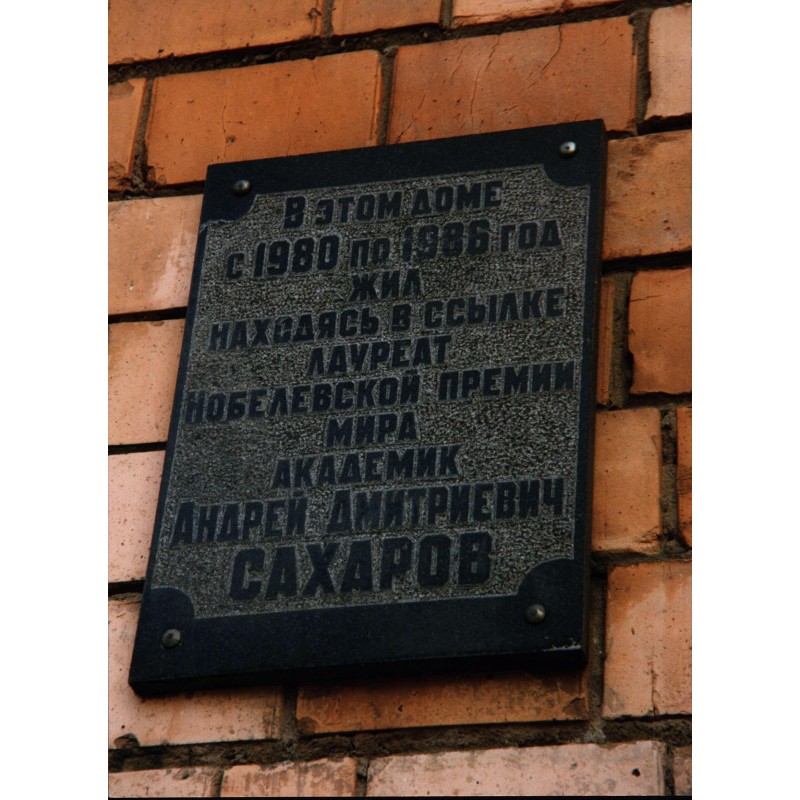 В ЭТОМ ДОМЕ
С 1980 ПО 1986 ГОД
ЖИЛ
НАХОДЯСЬ В ССЫЛКЕ
ЛАУРЕАТ
НОБЕЛЕВСКОЙ ПРЕМИИ
МИРА
АКАДЕМИК
АНДРЕЙ ДМИТРИЕВИЧ
САХАРОВ